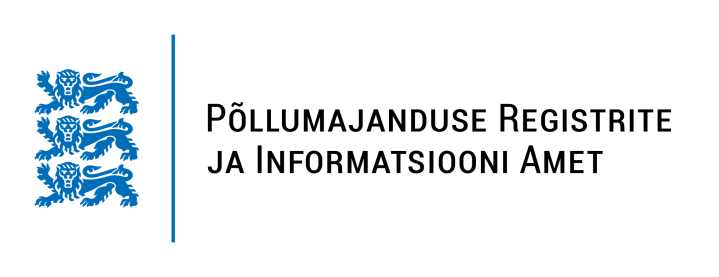 Põllumajanduse Registrite
ja Informatsiooni Amet